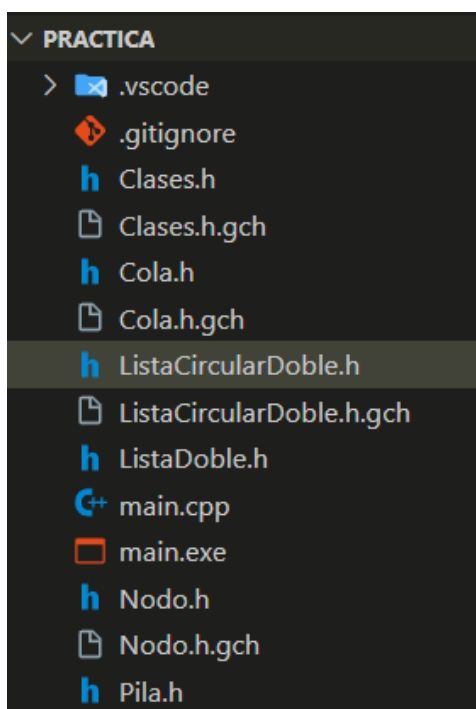 PRACTICA
.vscode
.gitignore
h Clases.h
Clases.h.gch
h Cola.h
Cola.h.gch
h ListaCircularDoble.h
ListaCircularDoble.h.gch
h ListaDoble.h
C++ main.cpp
main.exe
h Nodo.h
Nodo.h.gch
h Pila.h